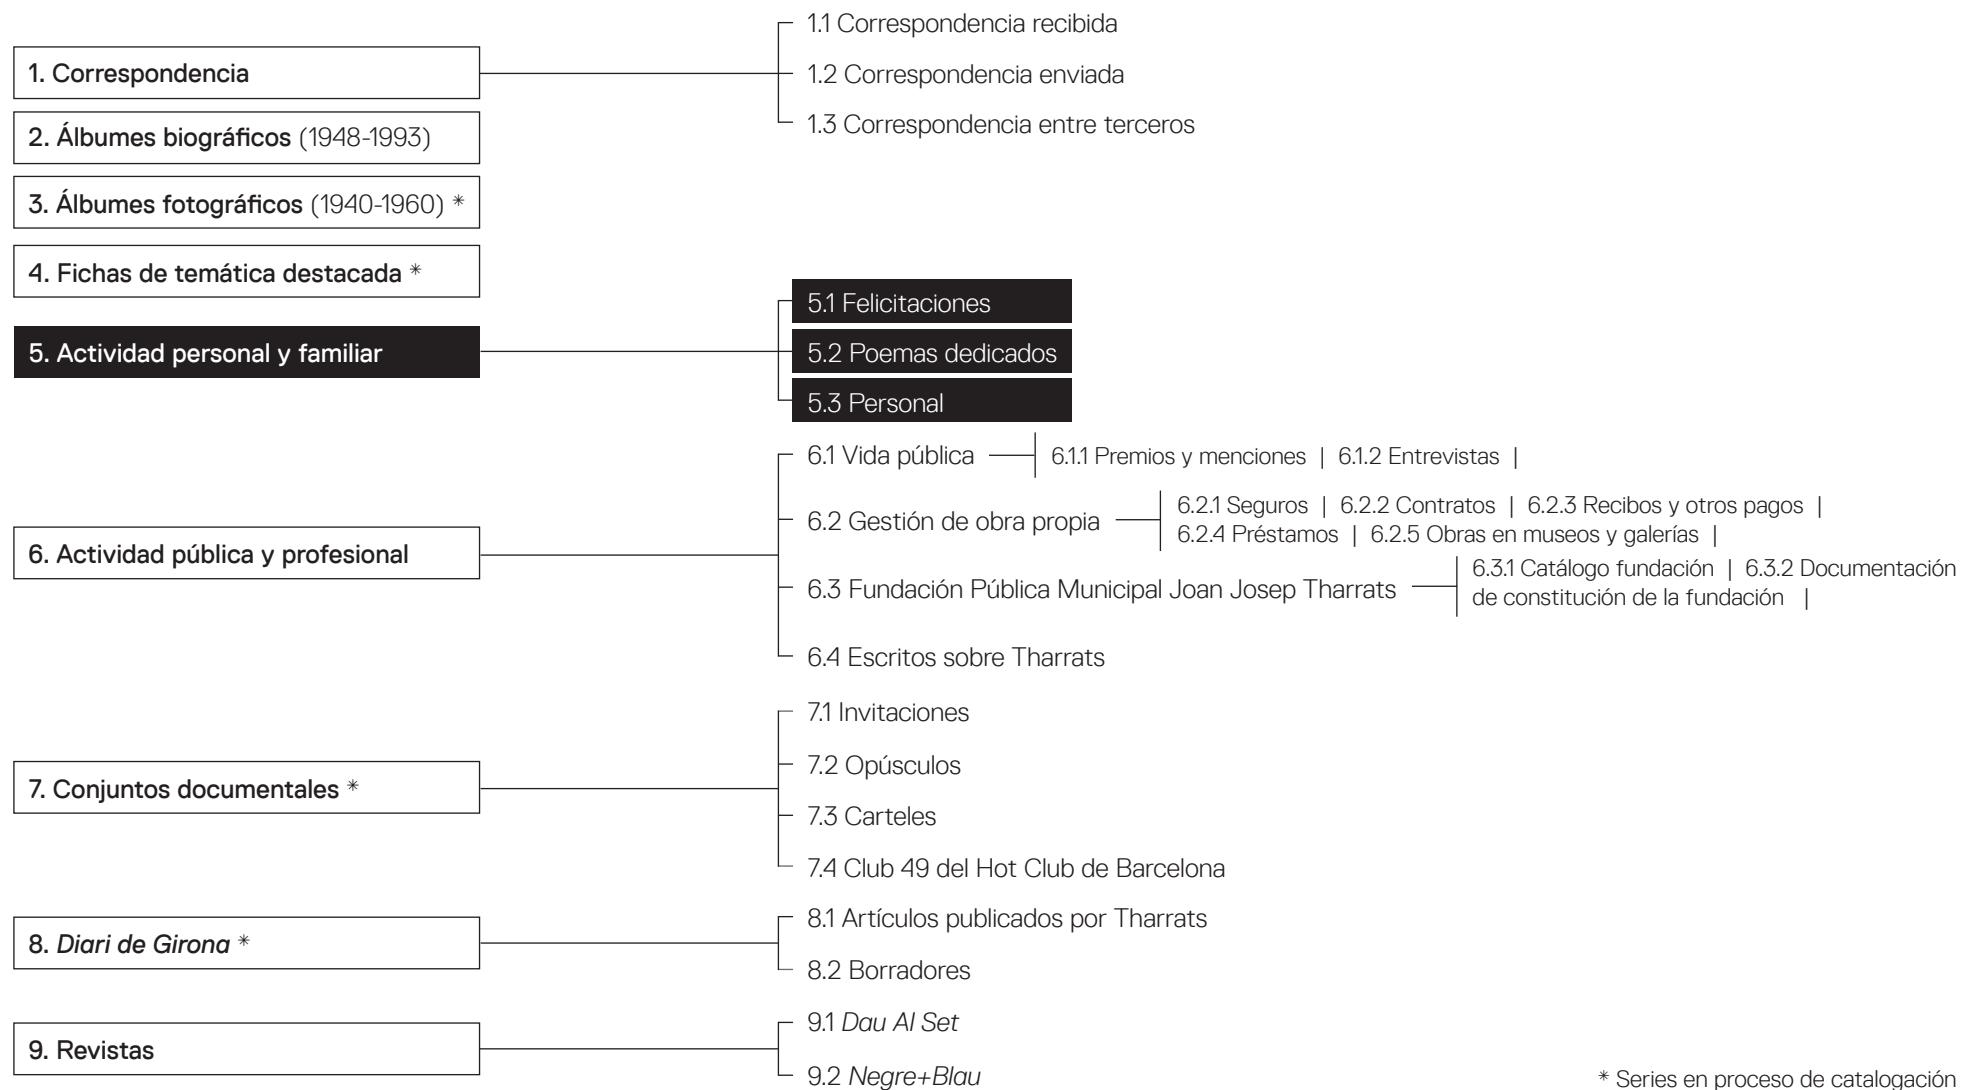 1. Correspondencia
1.1 Correspondencia recibida
1.2 Correspondencia enviada
1.3 Correspondencia entre terceros
2. Álbumes biográficos (1948-1993)
3. Álbumes fotográficos (1940-1960) *
4. Fichas de temática destacada *
5. Actividad personal y familiar
5.1 Felicitaciones
5.2 Poemas dedicados
5.3 Personal
6. Actividad pública y profesional
6.1 Vida pública
6.1.1 Premios y menciones | 6.1.2 Entrevistas |
6.2 Gestión de obra propia
6.2.1 Seguros | 6.2.2 Contratos | 6.2.3 Recibos y otros pagos |
6.2.4 Préstamos | 6.2.5 Obras en museos y galerías |
6.3 Fundación Pública Municipal Joan Josep Tharrats
6.3.1 Catálogo fundación | 6.3.2 Documentación
de constitución de la fundación |
6.4 Escritos sobre Tharrats
7. Conjuntos documentales *
7.1 Invitaciones
7.2 Opúsculos
7.3 Carteles
7.4 Club 49 del Hot Club de Barcelona
8. Diari de Girona *
8.1 Artículos publicados por Tharrats
8.2 Borradores
9. Revistas
9.1 Dau Al Set
9.2 Negre+Blau
* Series en proceso de catalogación